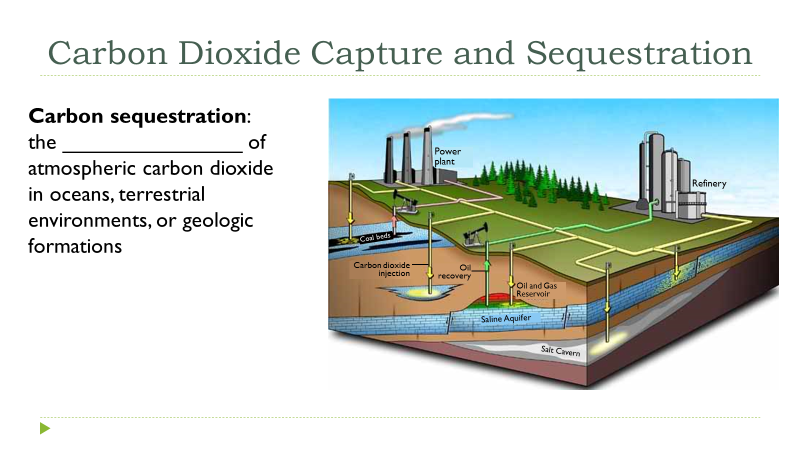 Carbon Dioxide Capture and Sequestration
Carbon sequestration:
the _________________ of
atmospheric carbon dioxide
in oceans, terrestrial
environments, or geologic
formations
Power
plant
Refinery
Coal beds
Carbon dioxide
injection
Oil
recovery
Oil and Gas
Reservoir
Saline Aquifer
Salt Cavern